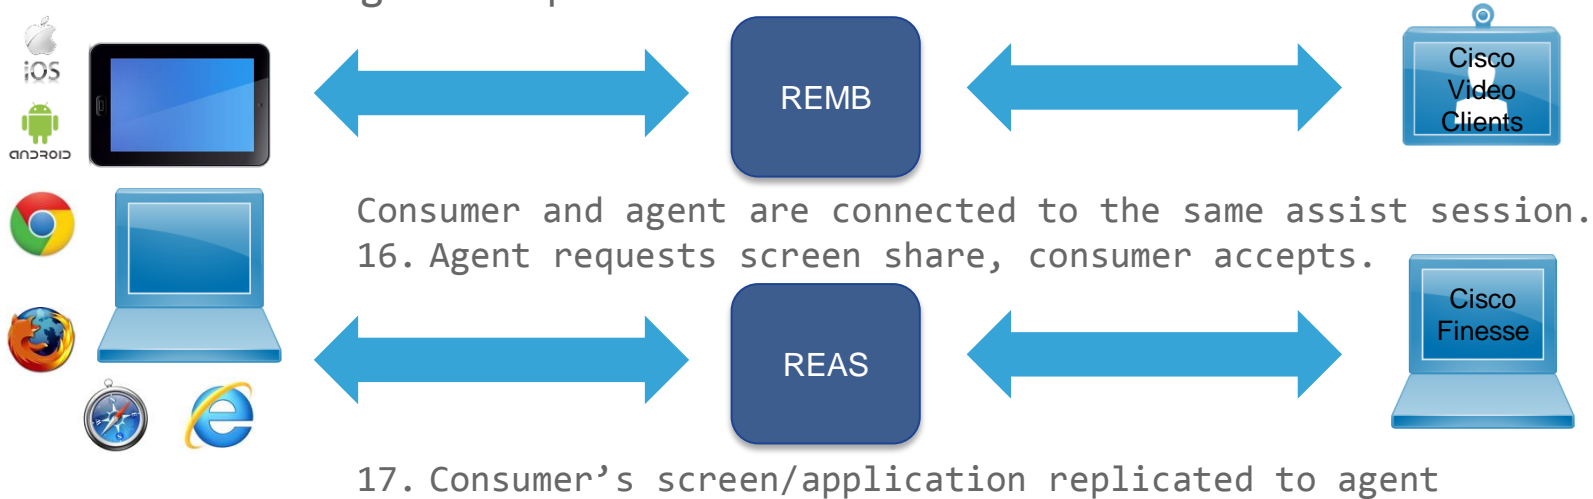 iOS
REMB
Cisco
Video
Clients
android
Consumer and agent are connected to the same assist session.
16. Agent requests screen share, consumer accepts.
Cisco
Finesse
REAS
17. Consumer’s screen/application replicated to agent